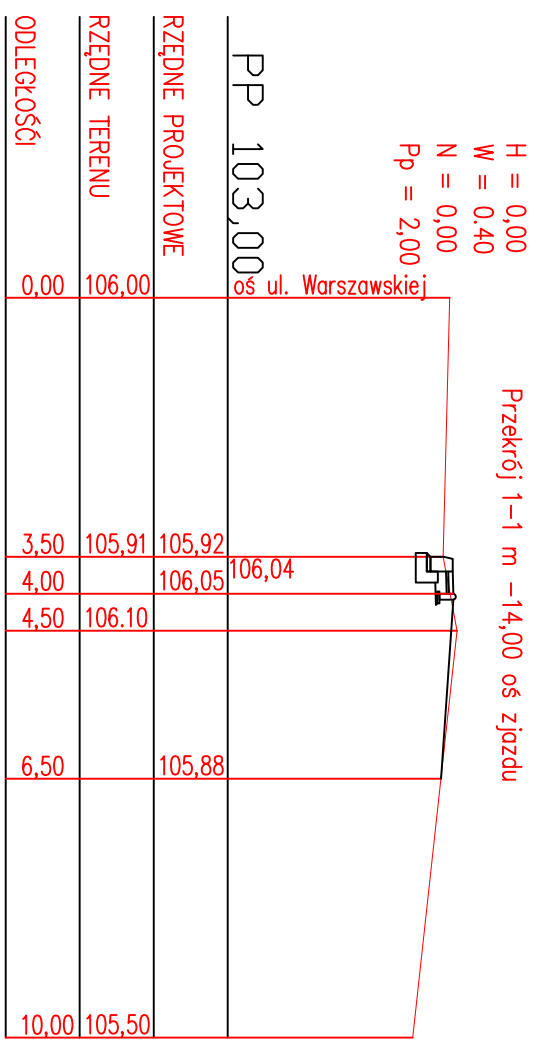 H = 0,00
W = 0.40
N = 0,00
Pp = 2,00
Przekrój 1-1 m -14,00 oś zjazdu
PP 103,00
oś ul. Warszawskiej
106,04
RZĘDNE PROJEKTOWE
105,92
106,05
105,88
RZĘDNE TERENU
106,00
105,91
106.10
105,50
ODLEGŁOŚĆI
0,00
3,50
4,00
4,50
6,50
10,00